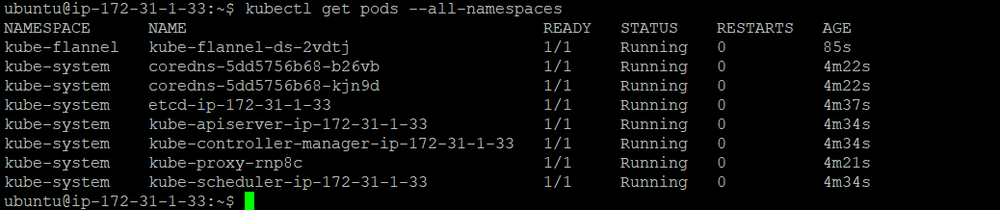 ubuntu@ip-172-31-1-33:~$ kubectl get pods --all-namespaces
NAMESPACE      NAME                                     READY   STATUS    RESTARTS   AGE
kube-flannel   kube-flannel-ds-2vdtj                    1/1     Running   0          85s
kube-system    coredns-5dd5756b68-b26vb                 1/1     Running   0          4m22s
kube-system    coredns-5dd5756b68-kjn9d                 1/1     Running   0          4m22s
kube-system    etcd-ip-172-31-1-33                      1/1     Running   0          4m37s
kube-system    kube-apiserver-ip-172-31-1-33            1/1     Running   0          4m34s
kube-system    kube-controller-manager-ip-172-31-1-33   1/1     Running   0          4m34s
kube-system    kube-proxy-rnp8c                         1/1     Running   0          4m21s
kube-system    kube-scheduler-ip-172-31-1-33            1/1     Running   0          4m34s
ubuntu@ip-172-31-1-33:~$